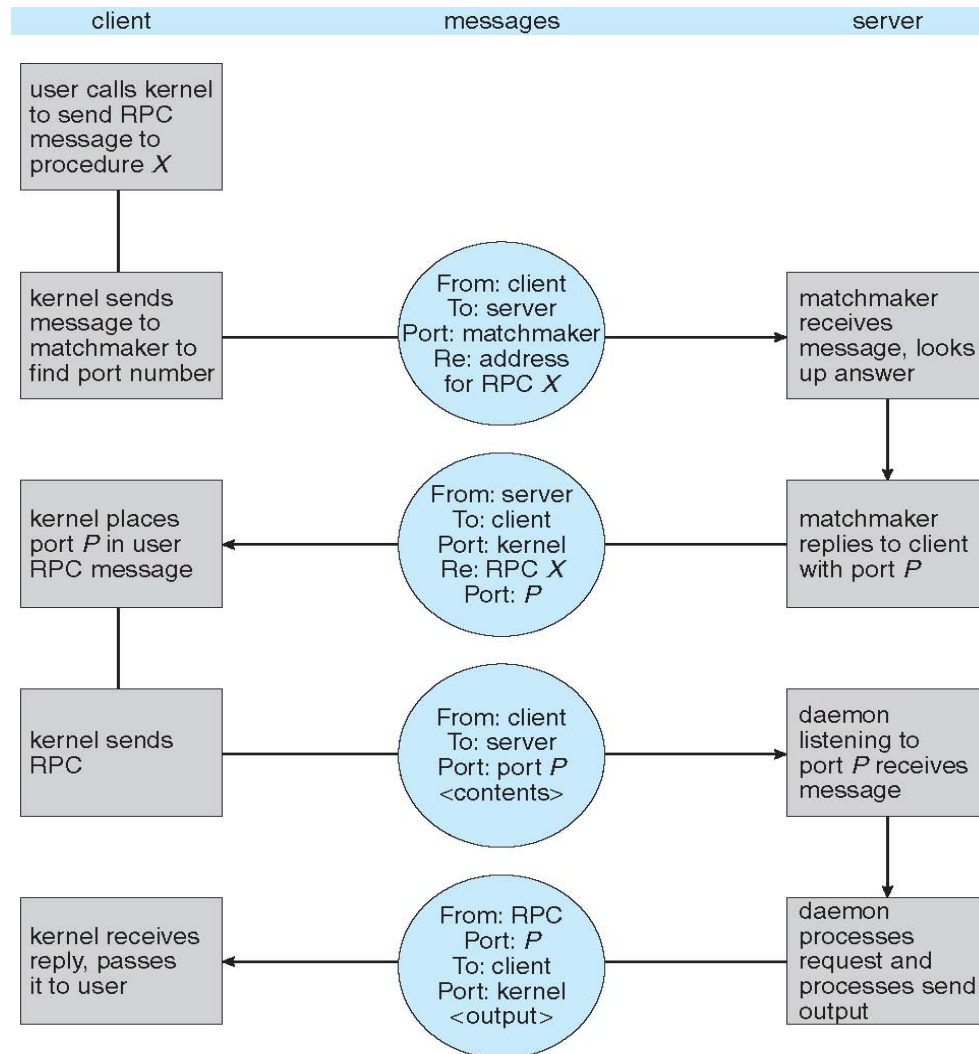 client
messages
server
user calls kernel
to send RPC
message to
procedure X
kernel sends
message to
matchmaker to
find port number
From: client
To: server
Port: matchmaker
Re: address
for RPC X
matchmaker
receives
message, looks
up answer
kernel places
port P in user
RPC message
From: server
To: client
Port: kernel
Re: RPC X
Port: P
matchmaker
replies to client
with port P
kernel sends
RPC
From: client
To: server
Port: port P
<contents>
daemon
listening to
port P receives
message
kernel receives
reply, passes
it to user
From: RPC
Port: P
To: client
Port: kernel
<output>
daemon
processes
request and
processes send
output